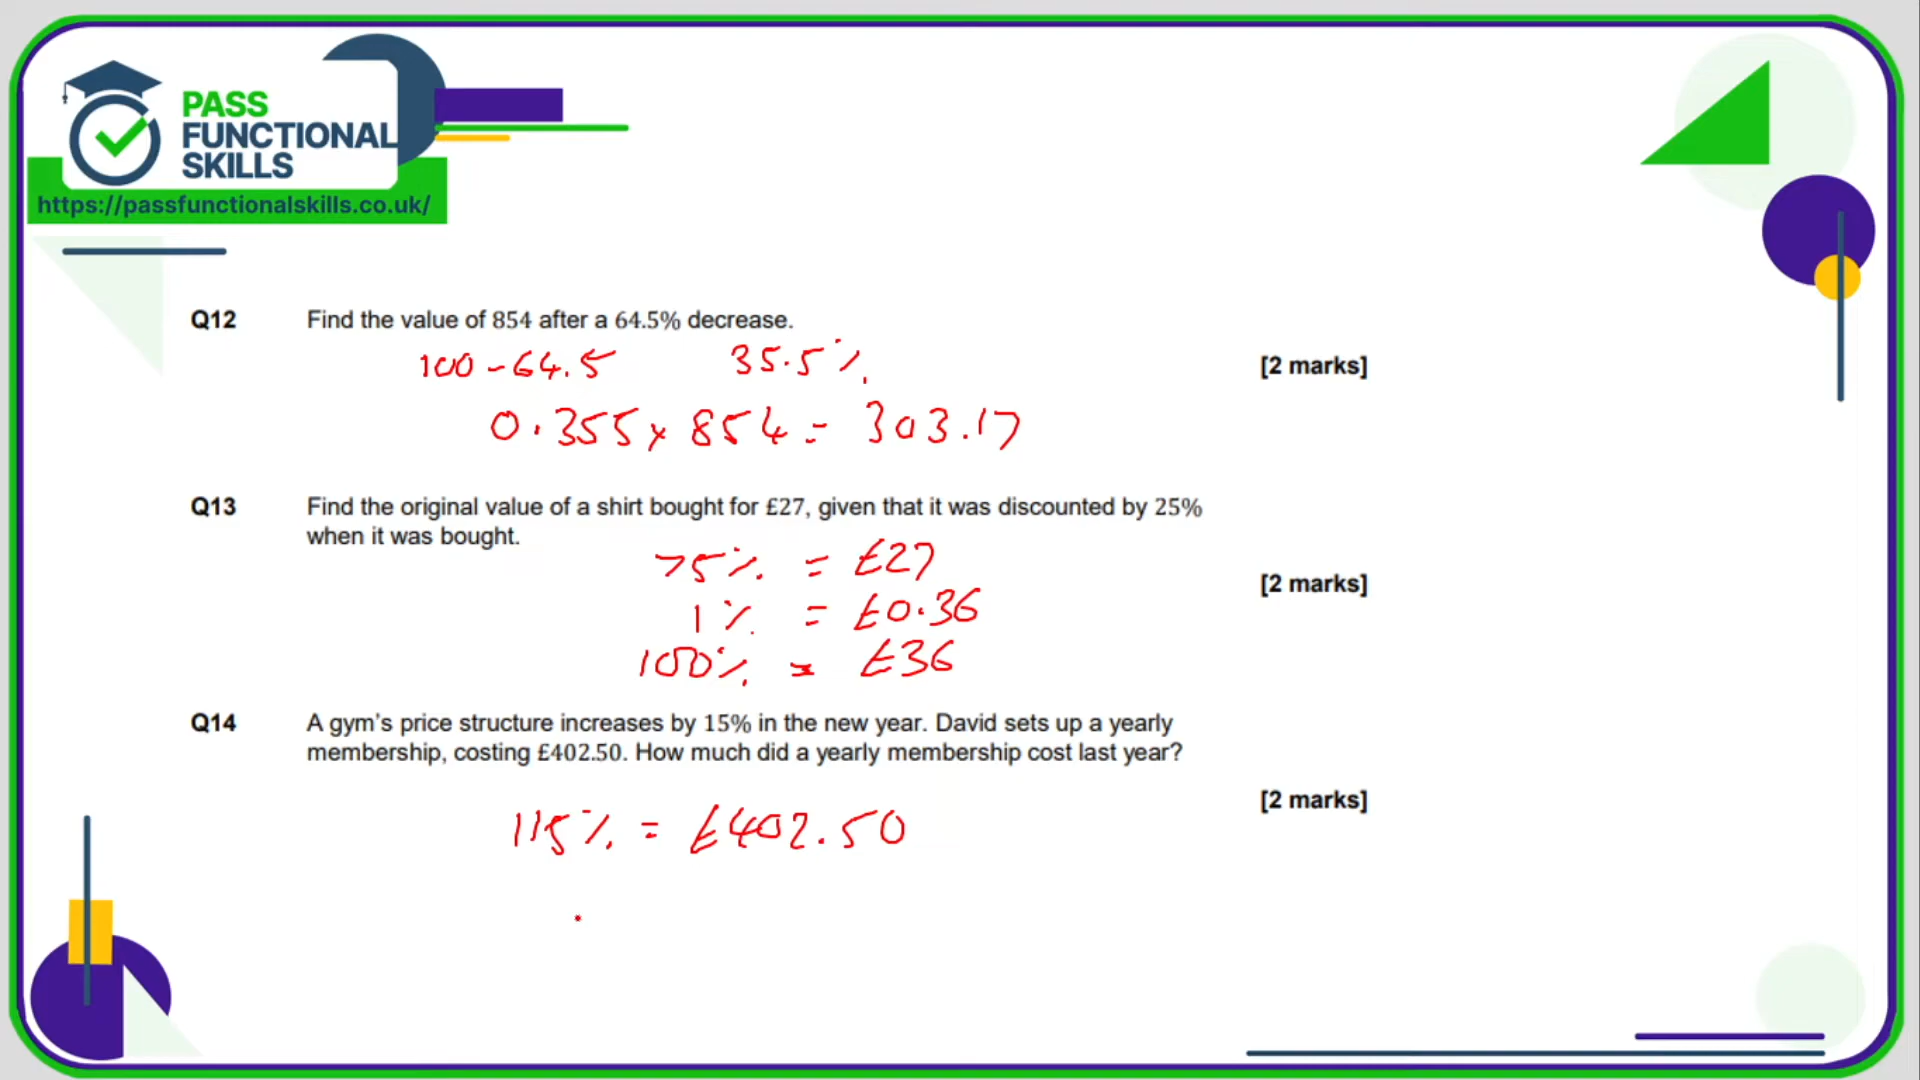 PASS
FUNCTIONAL
SKILLS
https://passfunctionalskills.co.uk/
Q12 Find the value of 854 after a 64.5% decrease.
100-64.5 35.5%
[2 marks]
0.355 x 854 = 303.17
Q13 Find the original value of a shirt bought for £27, given that it was discounted by 25%
when it was bought.
75% = £27
[2 marks]
1% = £0.36
100% = £36
Q14 A gym's price structure increases by 15% in the new year. David sets up a yearly
membership, costing £402.50. How much did a yearly membership cost last year?
[2 marks]
115% = £402.50